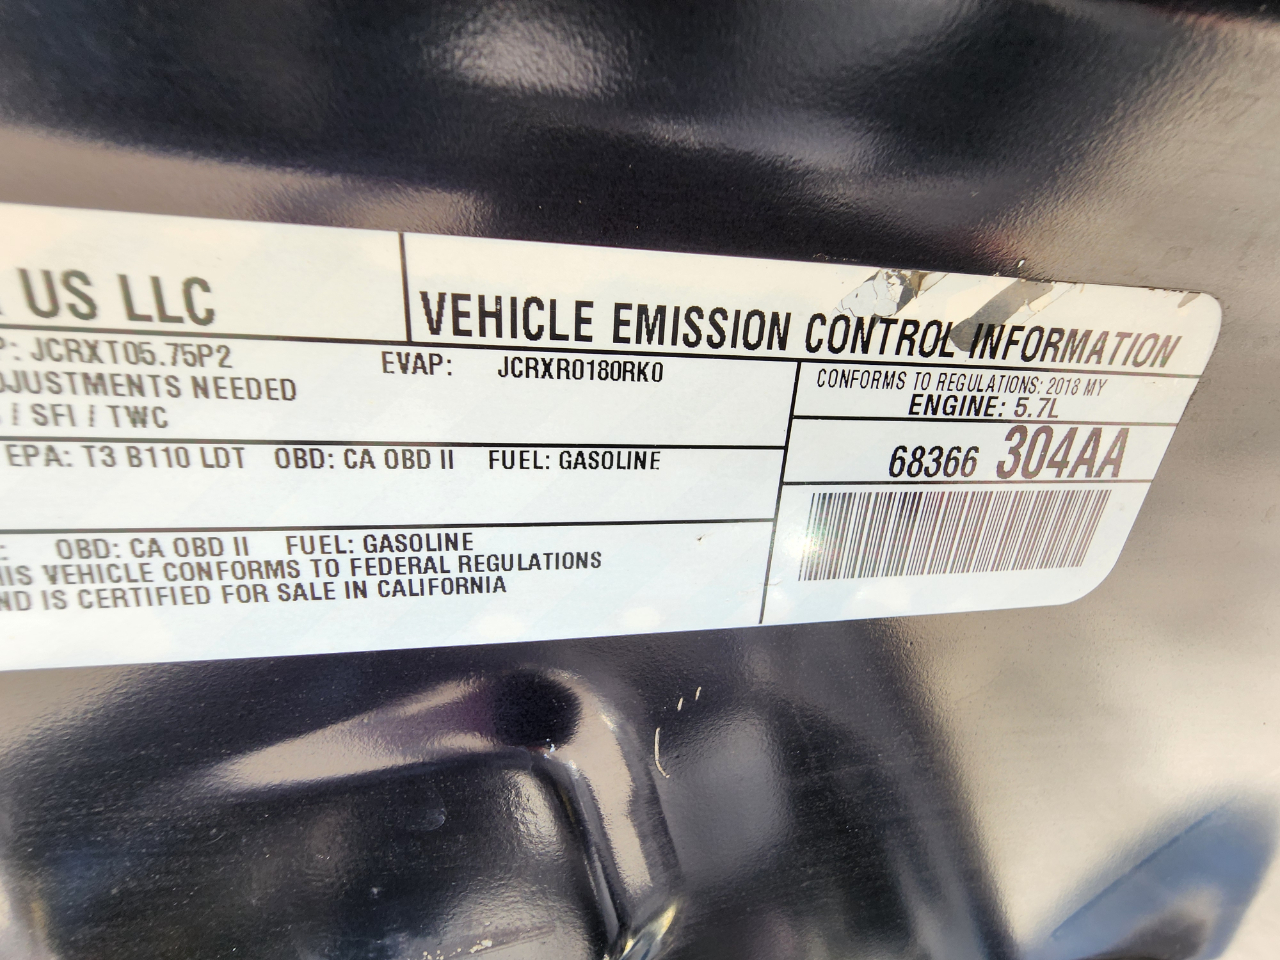 US LLC
VEHICLE EMISSION CONTROL INFORMATION
P: JCRXT05.75P2 EVAP: JCRXR0180RK0
DJUSTMENTS NEEDED
/ SFI / TWC
CONFORMS TO REGULATIONS: 2018 MY
ENGINE: 5.7L
EPA: T3 B110 LDT OBD: CA OBD II FUEL: GASOLINE
68366 304AA
: OBD: CA OBD II FUEL: GASOLINE
HIS VEHICLE CONFORMS TO FEDERAL REGULATIONS
ND IS CERTIFIED FOR SALE IN CALIFORNIA